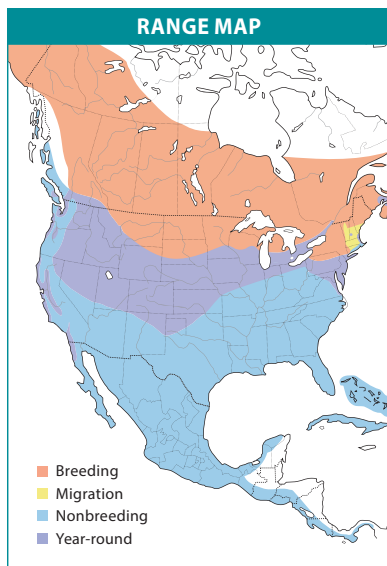 RANGE MAP
Breeding
Migration
Nonbreeding
Year-round